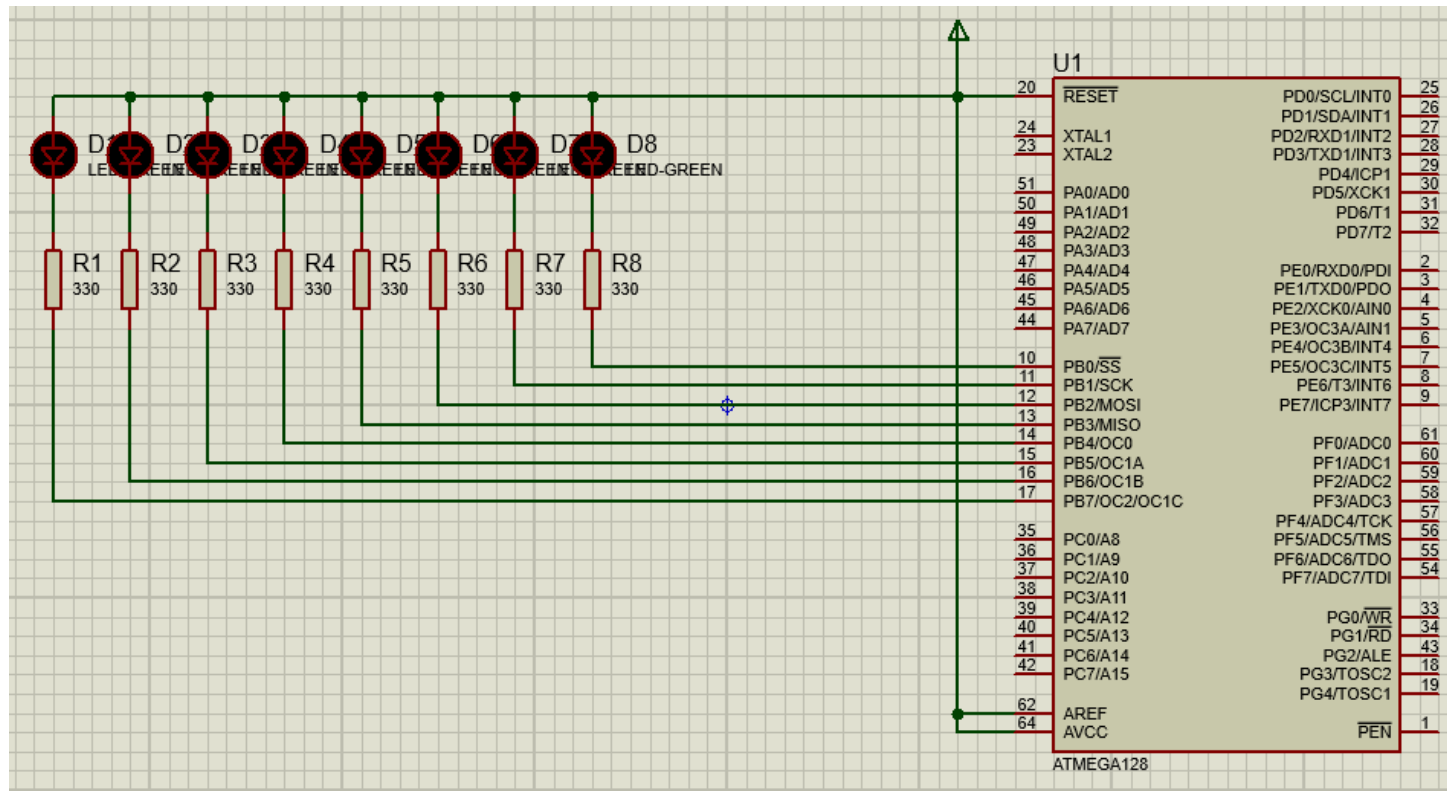 U1
D8
LED-GREEN
R1
330
R2
330
R3
330
R4
330
R5
330
R6
330
R7
330
R8
330
20 RESET
24 XTAL1
23 XTAL2
51 PA0/AD0
50 PA1/AD1
49 PA2/AD2
48 PA3/AD3
47 PA4/AD4
46 PA5/AD5
45 PA6/AD6
44 PA7/AD7
10 PB0/SS
11 PB1/SCK
12 PB2/MOSI
13 PB3/MISO
14 PB4/OC0
15 PB5/OC1A
16 PB6/OC1B
17 PB7/OC2/OC1C
35 PC0/A8
36 PC1/A9
37 PC2/A10
38 PC3/A11
39 PC4/A12
40 PC5/A13
41 PC6/A14
42 PC7/A15
62 AREF
64 AVCC
PD0/SCL/INT0 25
PD1/SDA/INT1 26
PD2/RXD1/INT2 27
PD3/TXD1/INT3 28
PD4/ICP1 29
PD5/XCK1 30
PD6/T1 31
PD7/T2 32
PE0/RXD0/PDI 2
PE1/TXD0/PDO 3
PE2/XCK0/AIN0 4
PE3/OC3A/AIN1 5
PE4/OC3B/INT4 6
PE5/OC3C/INT5 7
PE6/T3/INT6 8
PE7/ICP3/INT7 9
PF0/ADC0 61
PF1/ADC1 60
PF2/ADC2 59
PF3/ADC3 58
PF4/ADC4/TCK 57
PF5/ADC5/TMS 56
PF6/ADC6/TDO 55
PF7/ADC7/TDI 54
PG0/WR 33
PG1/RD 34
PG2/ALE 43
PG3/TOSC2 18
PG4/TOSC1 19
PEN 1
ATMEGA128